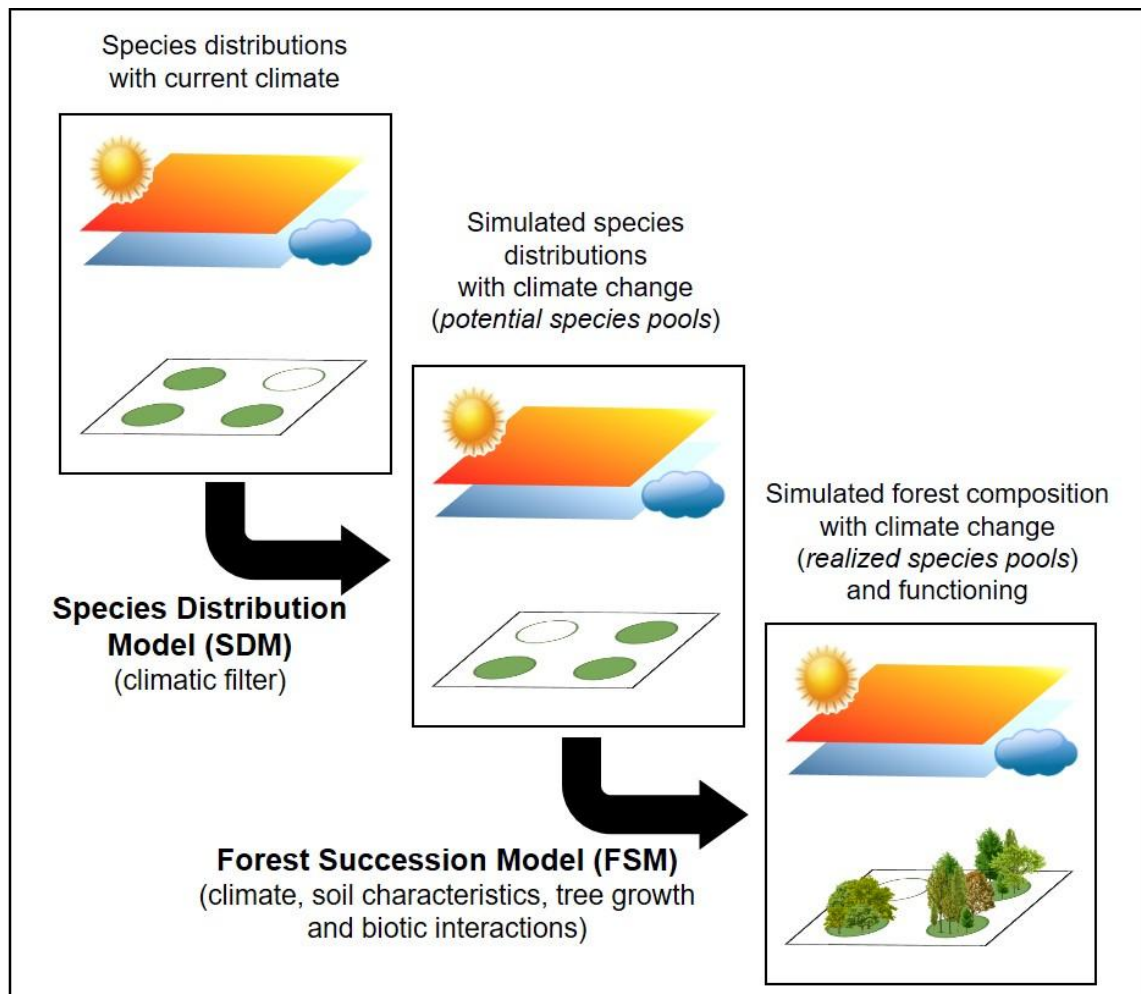 Species distributions
with current climate
Simulated species
distributions
with climate change
(potential species pools)
Simulated forest composition
with climate change
(realized species pools)
and functioning
Species Distribution
Model (SDM)
(climatic filter)
Forest Succession Model (FSM)
(climate, soil characteristics, tree growth
and biotic interactions)